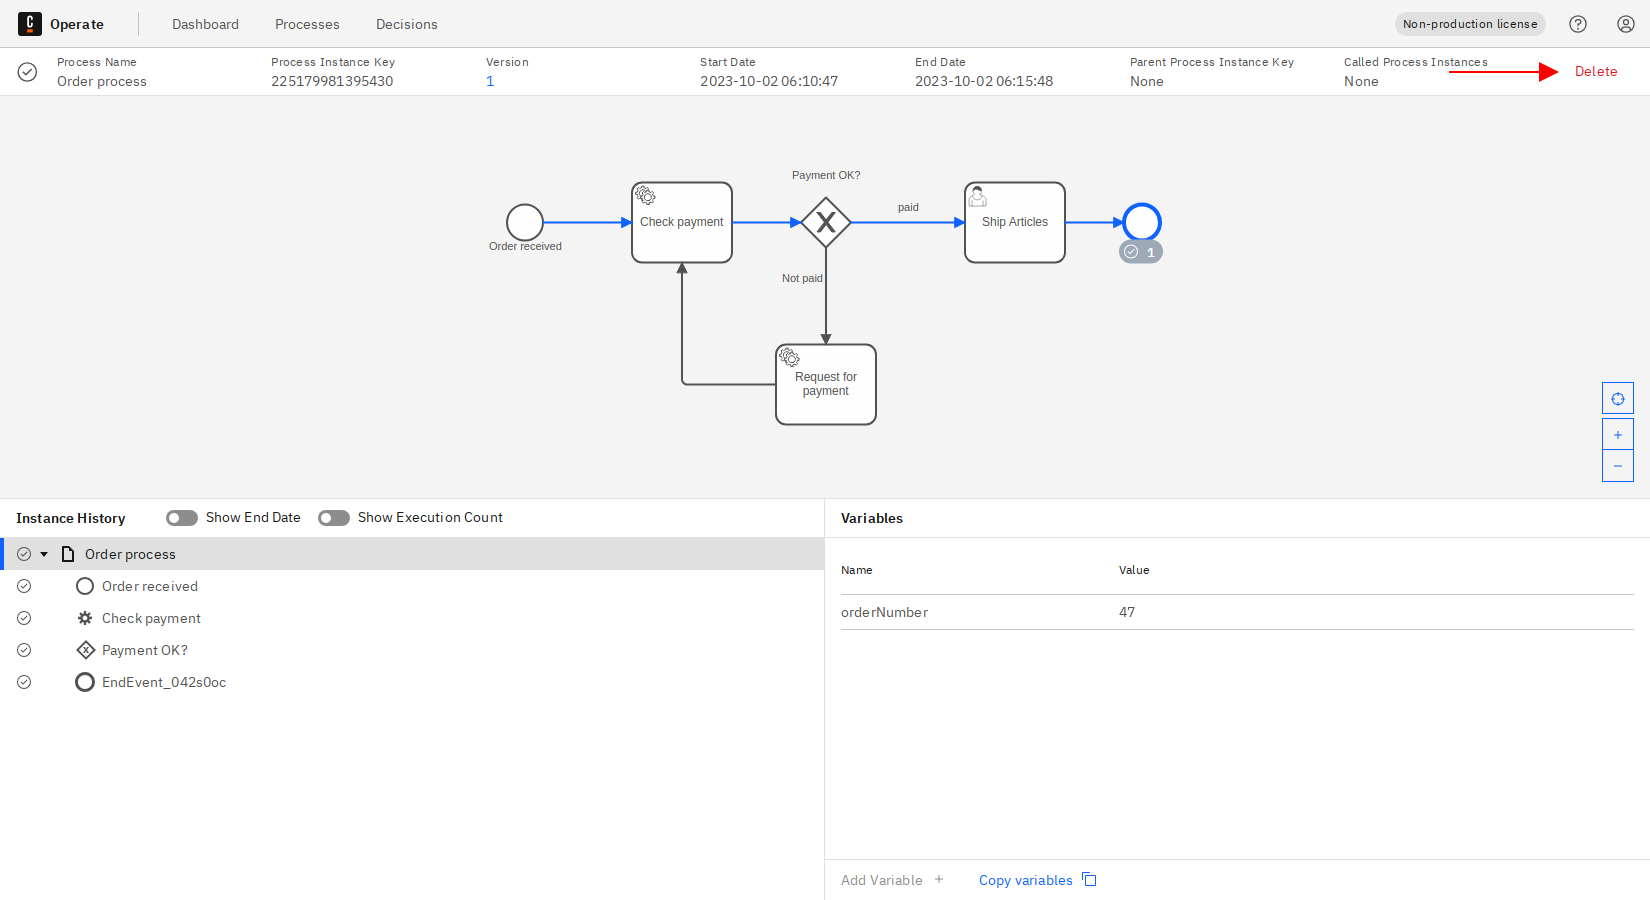 C Operate Dashboard Processes Decisions Non-production license
Process Name Process Instance Key Version Start Date End Date Parent Process Instance Key Called Process Instances
Order process 225179981395430 1 2023-10-02 06:10:47 2023-10-02 06:15:48 None None Delete
Payment OK?
paid
Check payment X Ship Articles
Order received
1
Not paid
Request for
payment
+
−
Instance History Show End Date Show Execution Count
Order process
Order received
Check payment
Payment OK?
EndEvent_042s0oc
Variables
Name Value
orderNumber 47
Add Variable + Copy variables